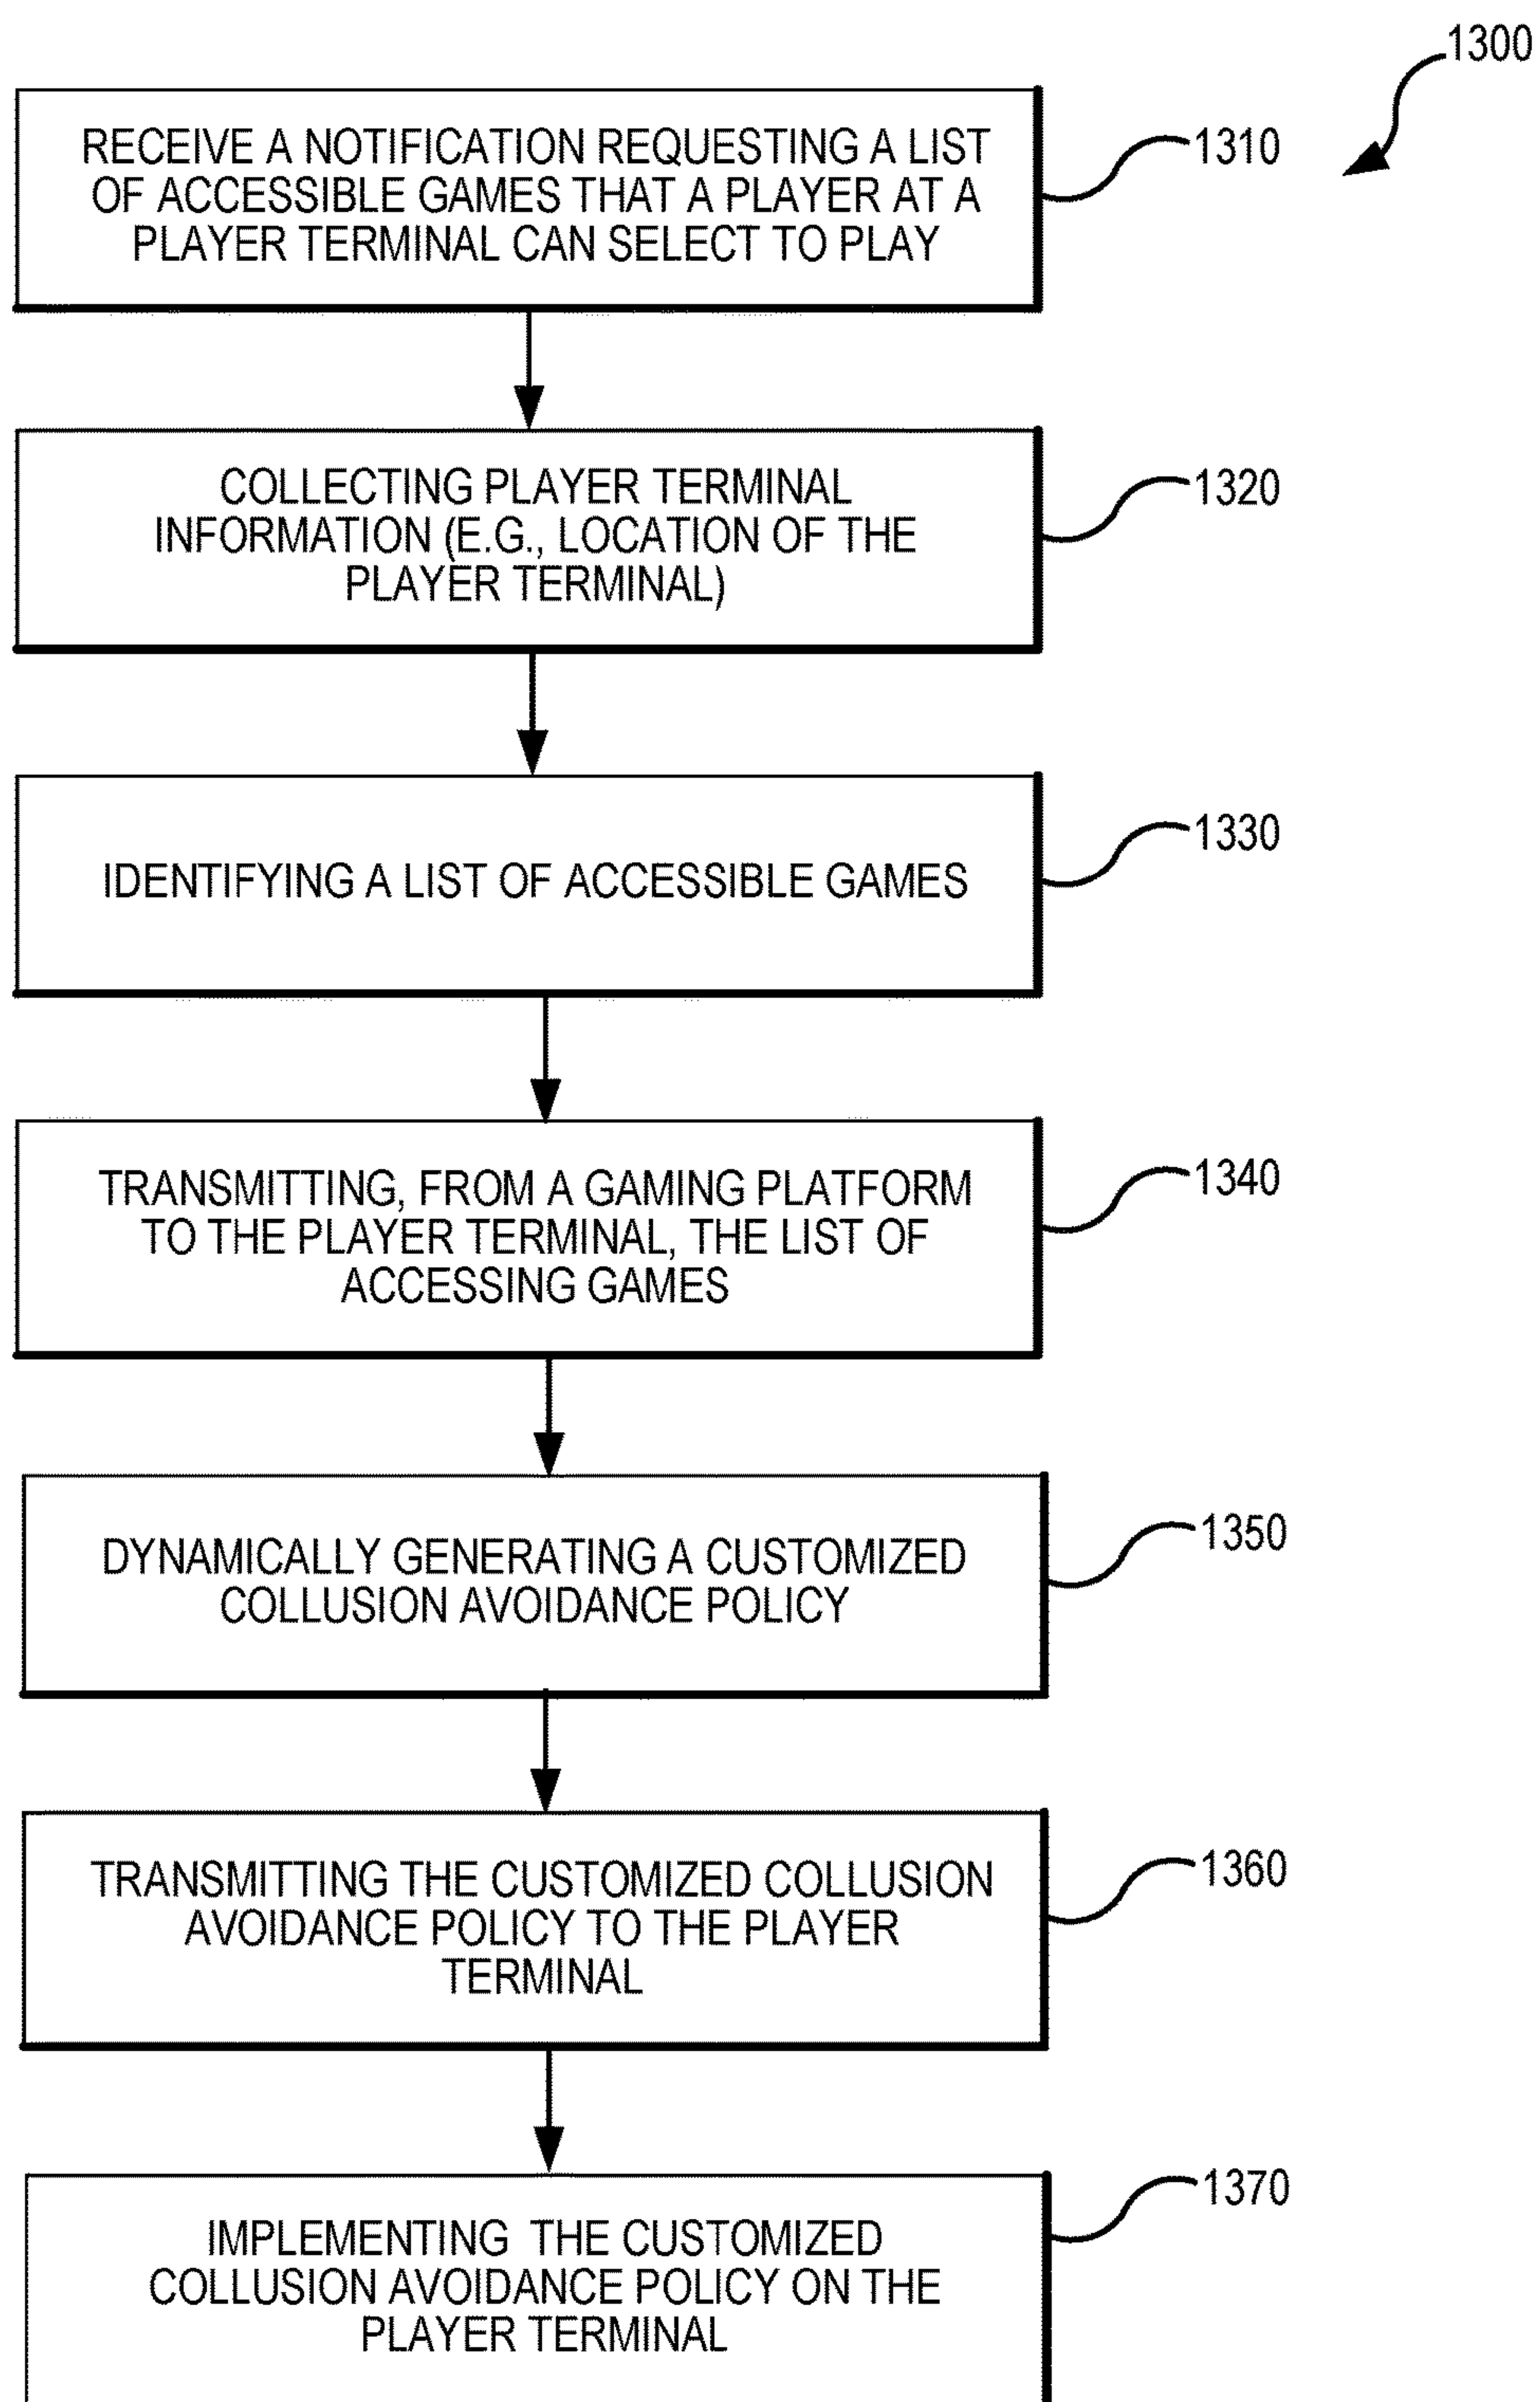 1300
RECEIVE A NOTIFICATION REQUESTING A LIST
OF ACCESSIBLE GAMES THAT A PLAYER AT A
PLAYER TERMINAL CAN SELECT TO PLAY
1310
COLLECTING PLAYER TERMINAL
INFORMATION (E.G., LOCATION OF THE
PLAYER TERMINAL)
1320
IDENTIFYING A LIST OF ACCESSIBLE GAMES
1330
TRANSMITTING, FROM A GAMING PLATFORM
TO THE PLAYER TERMINAL, THE LIST OF
ACCESSING GAMES
1340
DYNAMICALLY GENERATING A CUSTOMIZED
COLLUSION AVOIDANCE POLICY
1350
TRANSMITTING THE CUSTOMIZED COLLUSION
AVOIDANCE POLICY TO THE PLAYER
TERMINAL
1360
IMPLEMENTING THE CUSTOMIZED
COLLUSION AVOIDANCE POLICY ON THE
PLAYER TERMINAL
1370